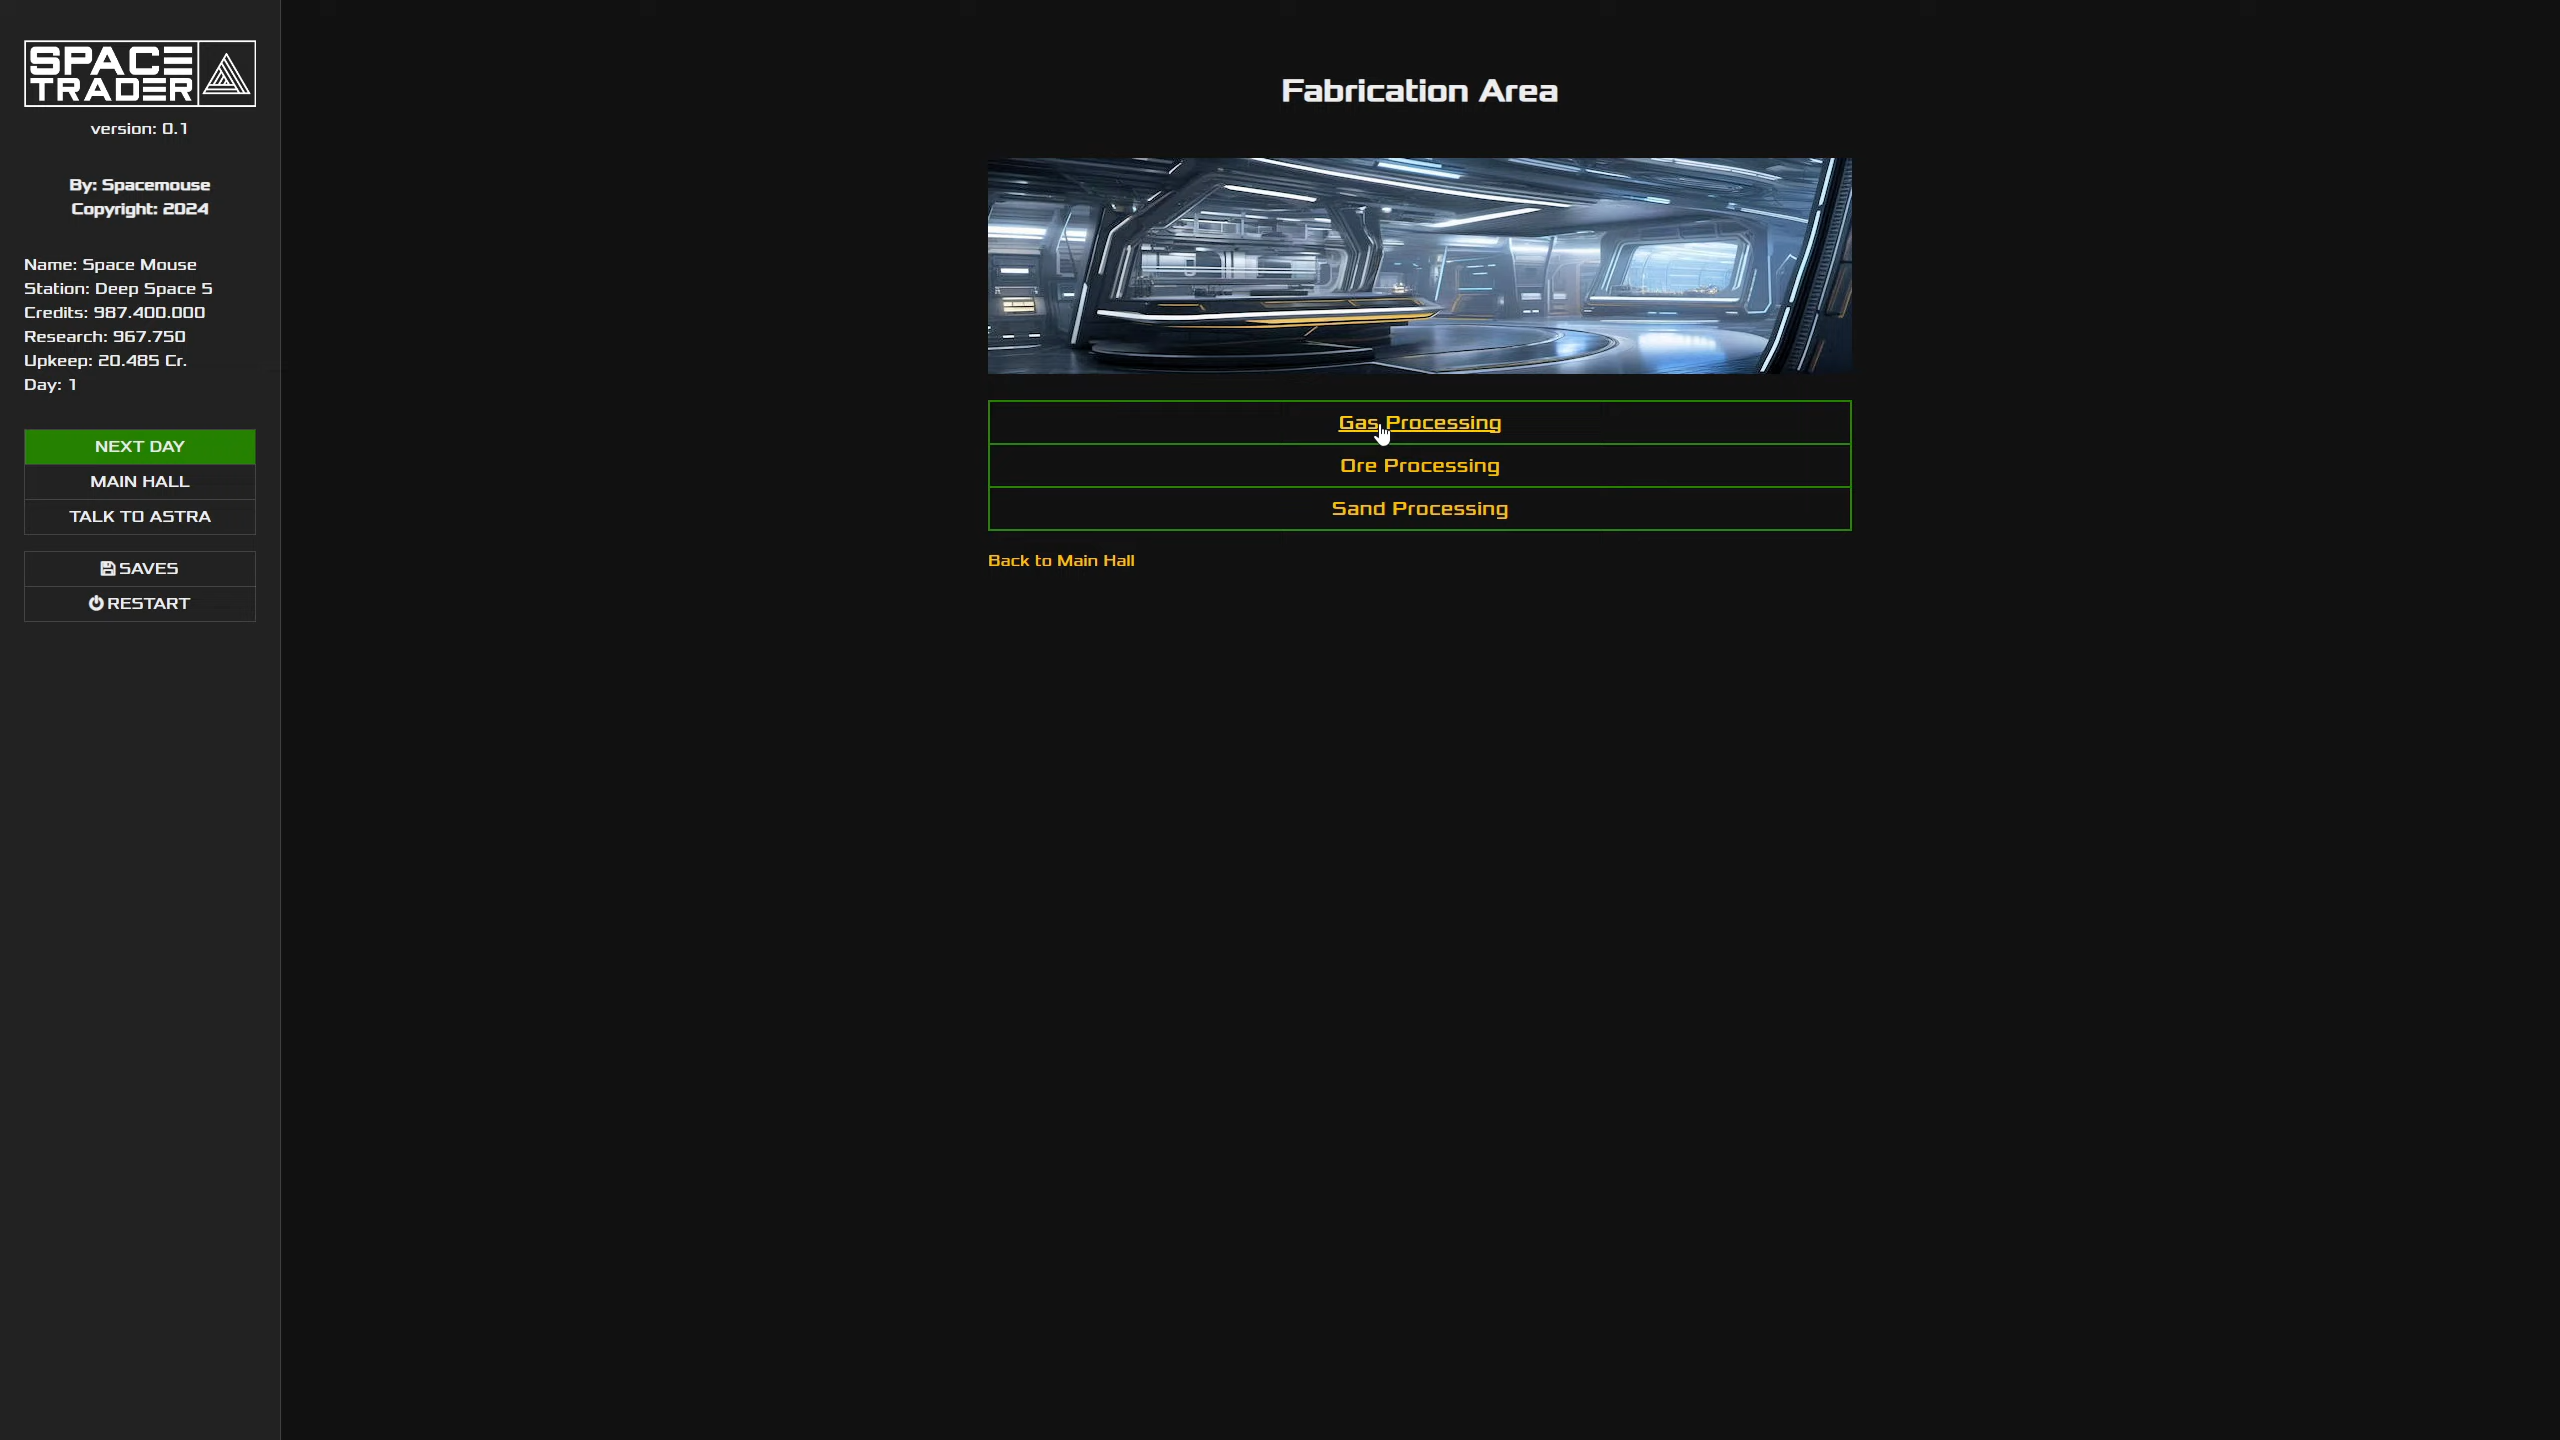 SPACE
TRADER
version: 0.1
By: Spacemouse
Copyright: 2024
Name: Space Mouse
Station: Deep Space 5
Credits: 987.400.000
Research: 967.750
Upkeep: 20.485 Cr.
Day: 1
NEXT DAY
MAIN HALL
TALK TO ASTRA
SAVES
RESTART
Fabrication Area
Gas Processing
Ore Processing
Sand Processing
Back to Main Hall